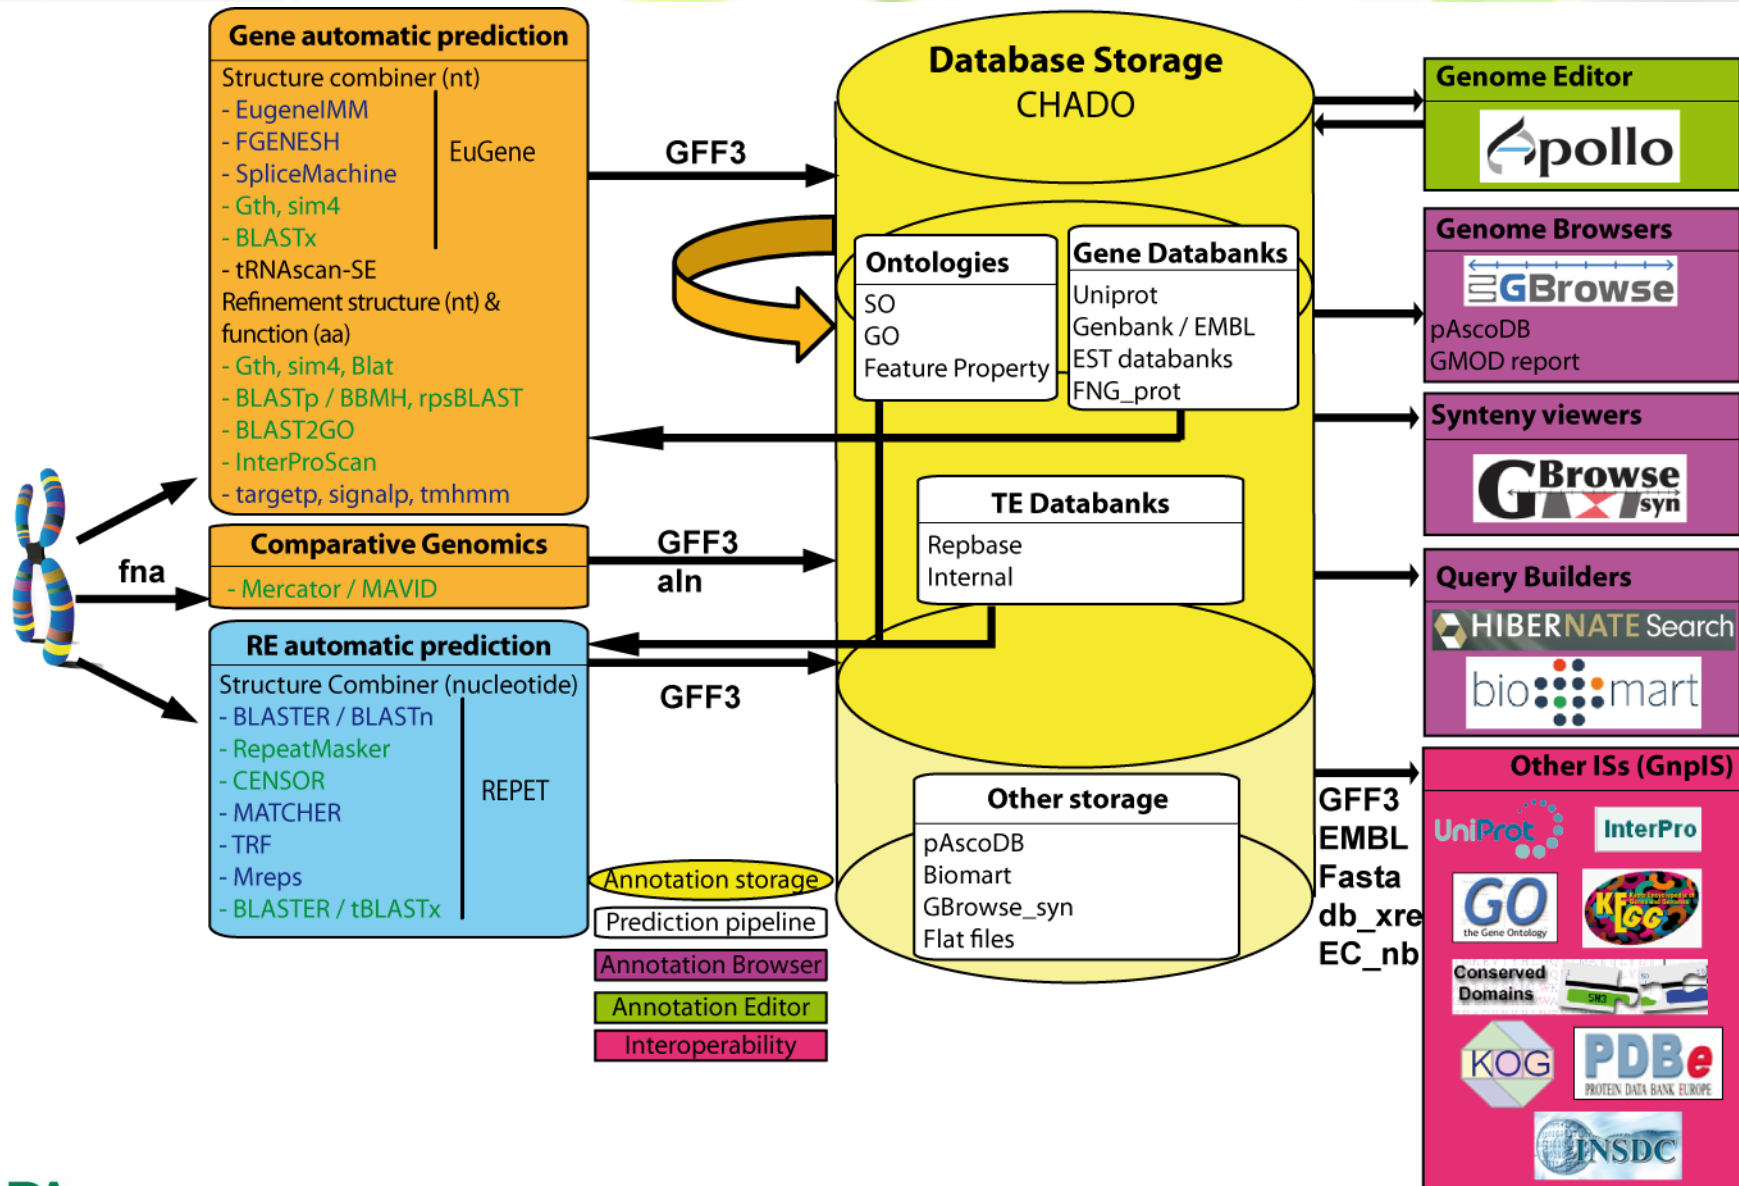 Gene automatic prediction
Structure combiner (nt)
- EugeneIMM
- FGENESH
- SpliceMachine
- Gth, sim4
- BLASTx
EuGene
- tRNAscan-SE
Refinement structure (nt) &
function (aa)
- Gth, sim4, Blat
- BLASTp / BBMH, rpsBLAST
- BLAST2GO
- InterProScan
- targetp, signalp, tmhmm
fna
Comparative Genomics
- Mercator / MAVID
RE automatic prediction
Structure Combiner (nucleotide)
- BLASTER / BLASTn
- RepeatMasker
- CENSOR
- MATCHER
- TRF
- Mreps
- BLASTER / tBLASTx
REPET
GFF3
GFF3
aln
GFF3
Annotation storage
Prediction pipeline
Annotation Browser
Annotation Editor
Interoperability
Database Storage
CHADO
Ontologies
SO
GO
Feature Property
Gene Databanks
Uniprot
Genbank / EMBL
EST databanks
FNG_prot
TE Databanks
Repbase
Internal
Other storage
pAscoDB
Biomart
GBrowse_syn
Flat files
GFF3
EMBL
Fasta
db_xre
EC_nb
Genome Editor
Apollo
Genome Browsers
GBrowse
pAscoDB
GMOD report
Synteny viewers
GBrowse
syn
Query Builders
HIBERNATE Search
bio mart
Other ISs (GnpIS)
UniProt
InterPro
GO
the Gene Ontology
KEGG
Conserved
Domains
SH3
KOG
PDBe
PROTEIN DATA BANK EUROPE
INSDC